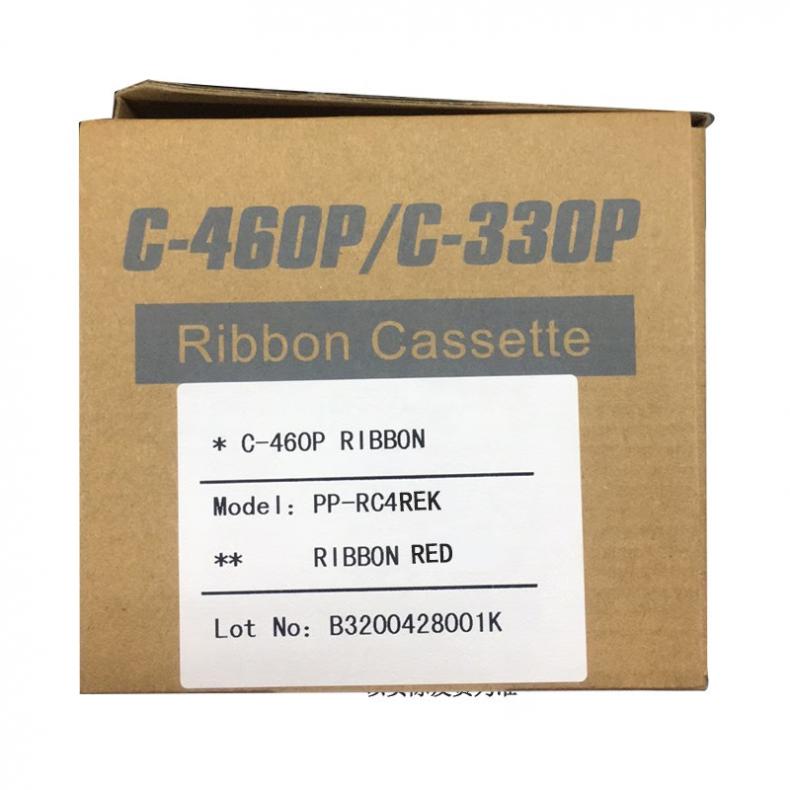 C-460P/C-330P
Ribbon Cassette
* C-460P RIBBON
Model: PP-RC4REK
** RIBBON RED
Lot No: B3200428001K